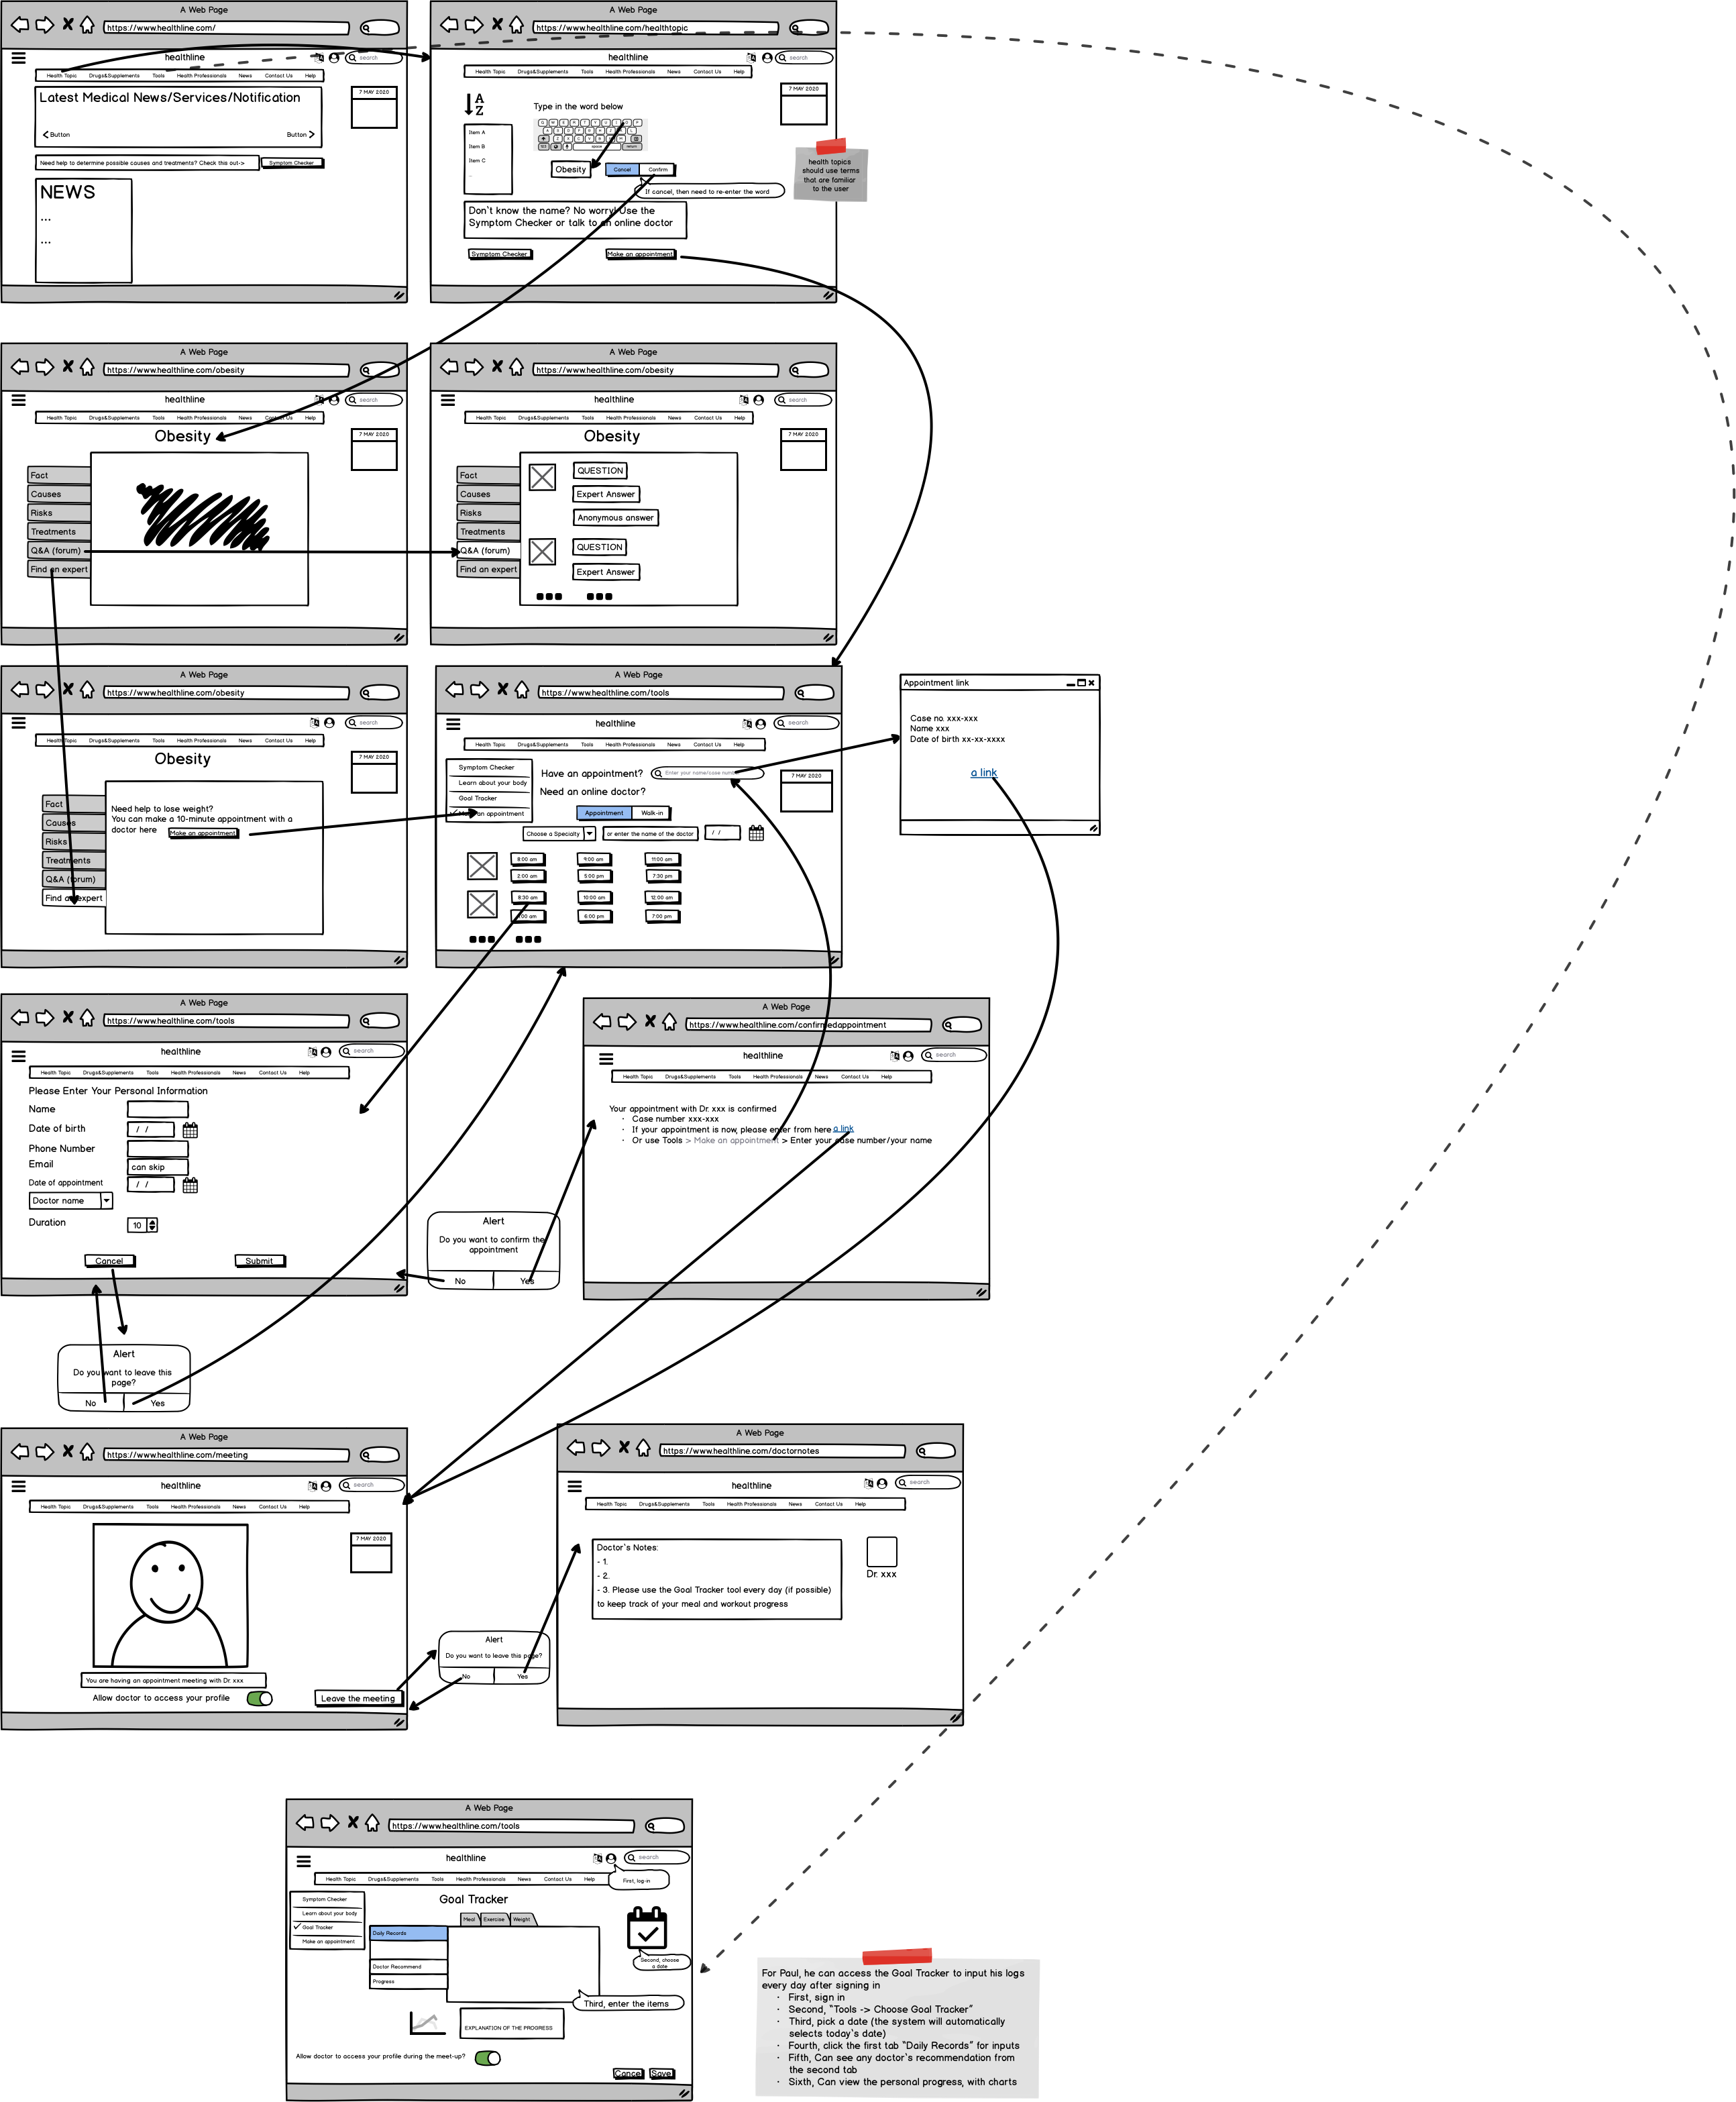 A Web Page
https://www.healthline.com/
healthline
search
Health Topic Drugs&Supplements Tools Health Professionals News Contact Us Help
Latest Medical News/Services/Notification
Button Button
7 MAY 2020
Need help to determine possible causes and treatments? Check this out-> Symptom Checker
NEWS
...
...
A Web Page
https://www.healthline.com/healthtopic
healthline
search
Health Topic Drugs&Supplements Tools Health Professionals News Contact Us Help
7 MAY 2020
A
Z
Type in the word below
Item A
Item B
Item C
...
Obesity
Cancel Confirm
If cancel, then need to re-enter the word
Don't know the name? No worry! Use the
Symptom Checker or talk to an online doctor
Symptom Checker Make an appointment
health topics
should use terms
that are familiar
to the user
A Web Page
https://www.healthline.com/obesity
healthline
search
Health Topic Drugs&Supplements Tools Health Professionals News Contact Us Help
Obesity
7 MAY 2020
Fact
Causes
Risks
Treatments
Q&A (forum)
Find an expert
A Web Page
https://www.healthline.com/obesity
healthline
search
Health Topic Drugs&Supplements Tools Health Professionals News Contact Us Help
Obesity
7 MAY 2020
Fact
Causes
Risks
Treatments
Q&A (forum)
Find an expert
QUESTION
Expert Answer
Anonymous answer
QUESTION
Expert Answer
A Web Page
https://www.healthline.com/obesity
healthline
search
Health Topic Drugs&Supplements Tools Health Professionals News Contact Us Help
Obesity
7 MAY 2020
Fact
Causes
Risks
Treatments
Q&A (forum)
Find an expert
Need help to lose weight?
You can make a 10-minute appointment with a
doctor here Make an appointment
A Web Page
https://www.healthline.com/tools
healthline
search
Health Topic Drugs&Supplements Tools Health Professionals News Contact Us Help
Symptom Checker
Learn about your body
Goal Tracker
Make an appointment
Have an appointment? Enter your name/case number
Need an online doctor?
7 MAY 2020
Appointment Walk-in
Choose a Specialty or enter the name of the doctor / /
8:00 am 9:00 am 11:00 am
2:00 am 5:00 pm 7:30 pm
8:30 am 10:00 am 12:00 am
:00 am 6:00 pm 7:00 pm
Appointment link
Case no. xxx-xxx
Name xxx
Date of birth xx-xx-xxxx
a link
A Web Page
https://www.healthline.com/tools
healthline
search
Health Topic Drugs&Supplements Tools Health Professionals News Contact Us Help
Please Enter Your Personal Information
Name
Date of birth / /
Phone Number
Email can skip
Date of appointment / /
Doctor name
Duration 10
Cancel Submit
Alert
Do you want to confirm the
appointment
No Yes
A Web Page
https://www.healthline.com/confirmedappointment
healthline
search
Health Topic Drugs&Supplements Tools Health Professionals News Contact Us Help
Your appointment with Dr. xxx is confirmed
· Case number xxx-xxx
· If your appointment is now, please enter from here a link
· Or use Tools > Make an appointment > Enter your case number/your name
Alert
Do you want to leave this
page?
No Yes
A Web Page
https://www.healthline.com/meeting
healthline
search
Health Topic Drugs&Supplements Tools Health Professionals News Contact Us Help
7 MAY 2020
You are having an appointment meeting with Dr. xxx
Allow doctor to access your profile
Leave the meeting
Alert
Do you want to leave this page?
No Yes
A Web Page
https://www.healthline.com/doctornotes
healthline
search
Health Topic Drugs&Supplements Tools Health Professionals News Contact Us Help
Doctor's Notes:
- 1.
- 2.
- 3. Please use the Goal Tracker tool every day (if possible)
to keep track of your meal and workout progress
Dr. xxx
A Web Page
https://www.healthline.com/tools
healthline
search
Health Topic Drugs&Supplements Tools Health Professionals News Contact Us Help
First, log-in
Symptom Checker
Learn about your body
Goal Tracker
Make an appointment
Goal Tracker
Meal Exercise Weight
Daily Records
Doctor Recommend
Progress
Second, choose
a date
Third, enter the items
EXPLANATION OF THE PROGRESS
Allow doctor to access your profile during the meet-up?
Cancel Save
For Paul, he can access the Goal Tracker to input his logs
every day after signing in
· First, sign in
· Second, "Tools -> Choose Goal Tracker"
· Third, pick a date (the system will automatically
selects today's date)
· Fourth, click the first tab "Daily Records" for inputs
· Fifth, Can see any doctor's recommendation from
the second tab
· Sixth, Can view the personal progress, with charts